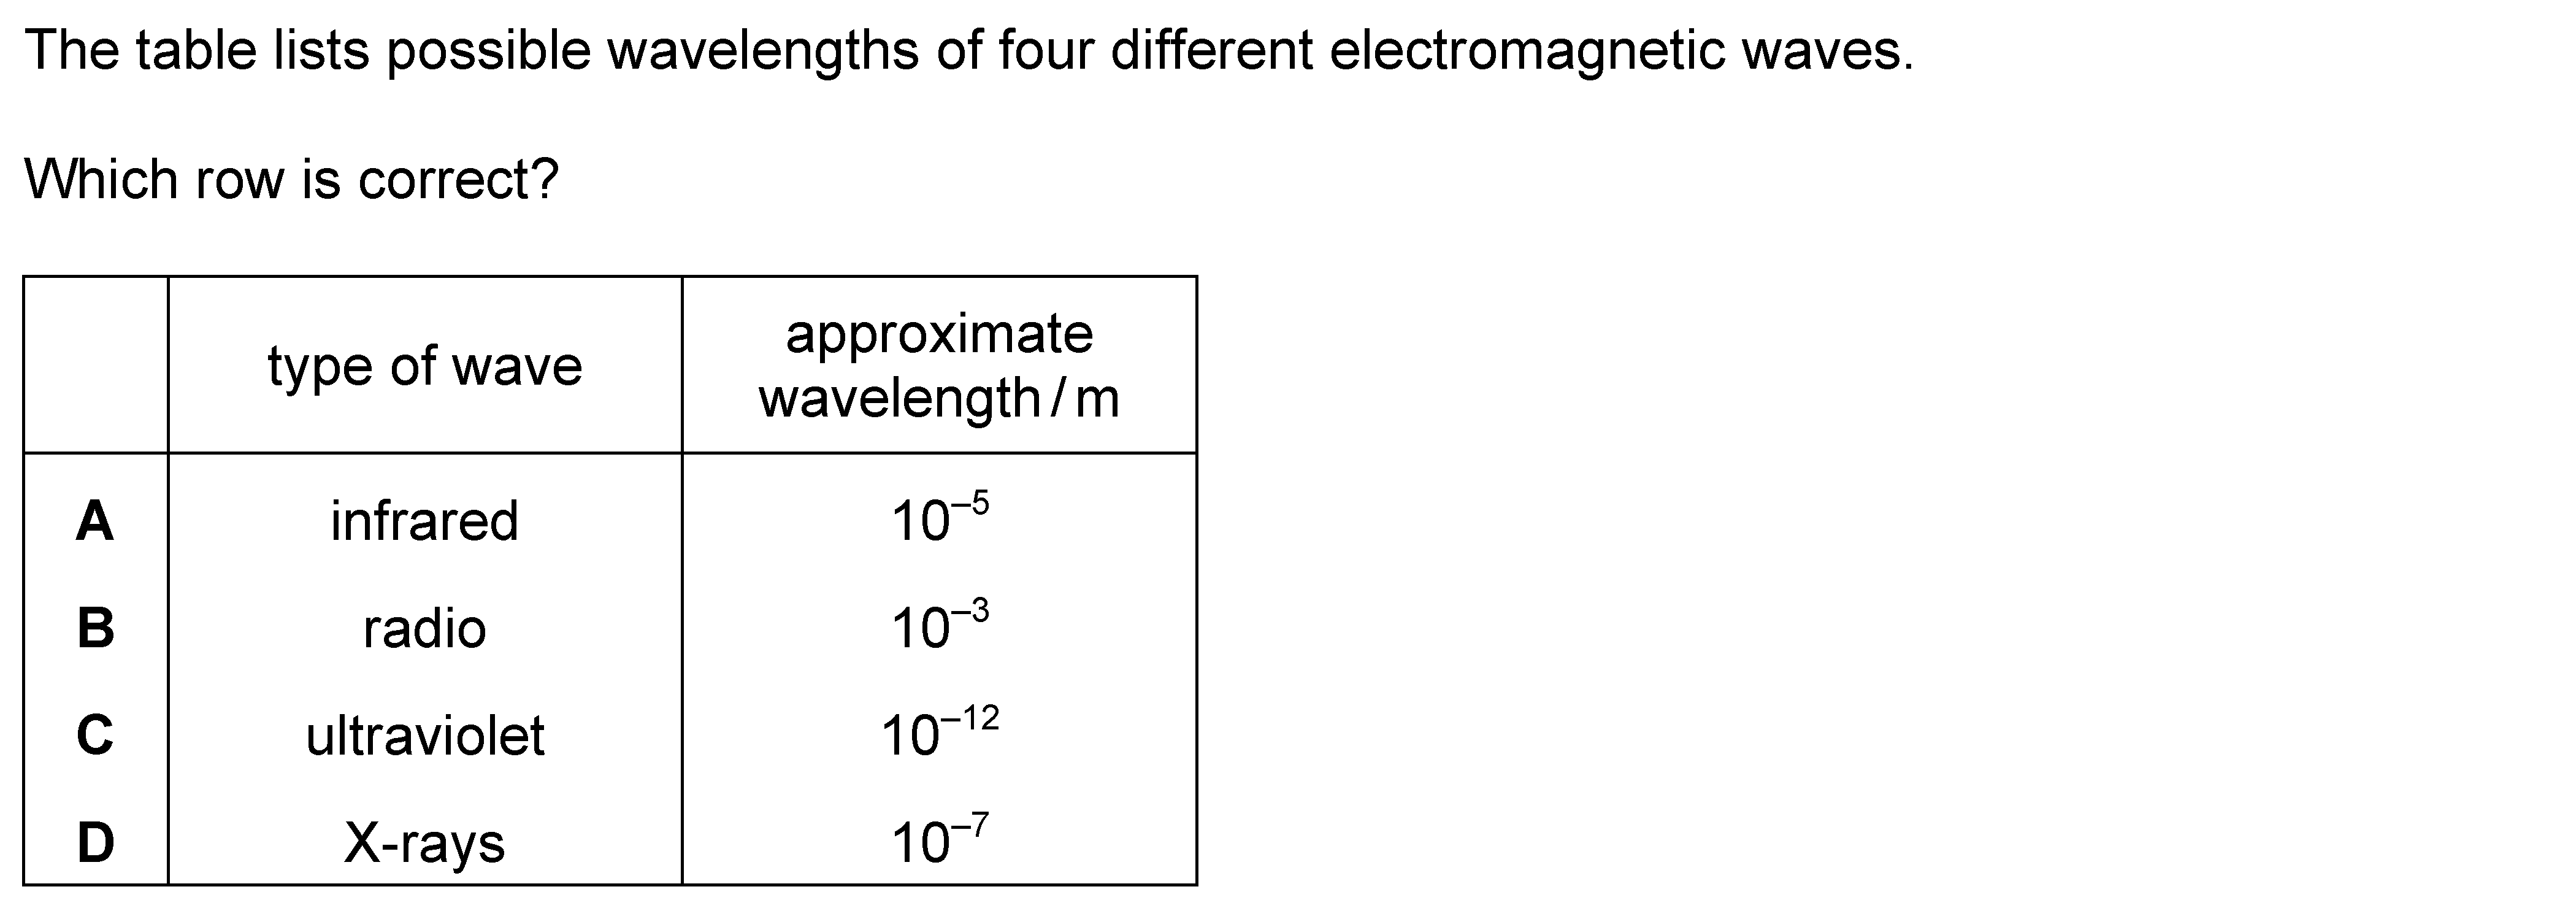 The table lists possible wavelengths of four different electromagnetic waves.
Which row is correct?
type of wave
approximate
wavelength / m
A infrared 10⁻⁵
B radio 10⁻³
C ultraviolet 10⁻¹²
D X-rays 10⁻⁷